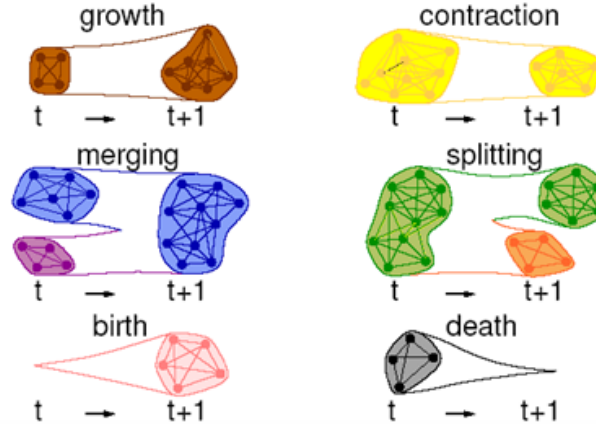 growth
contraction
t → t+1
t → t+1
merging
splitting
t → t+1
t → t+1
birth
death
t → t+1
t → t+1